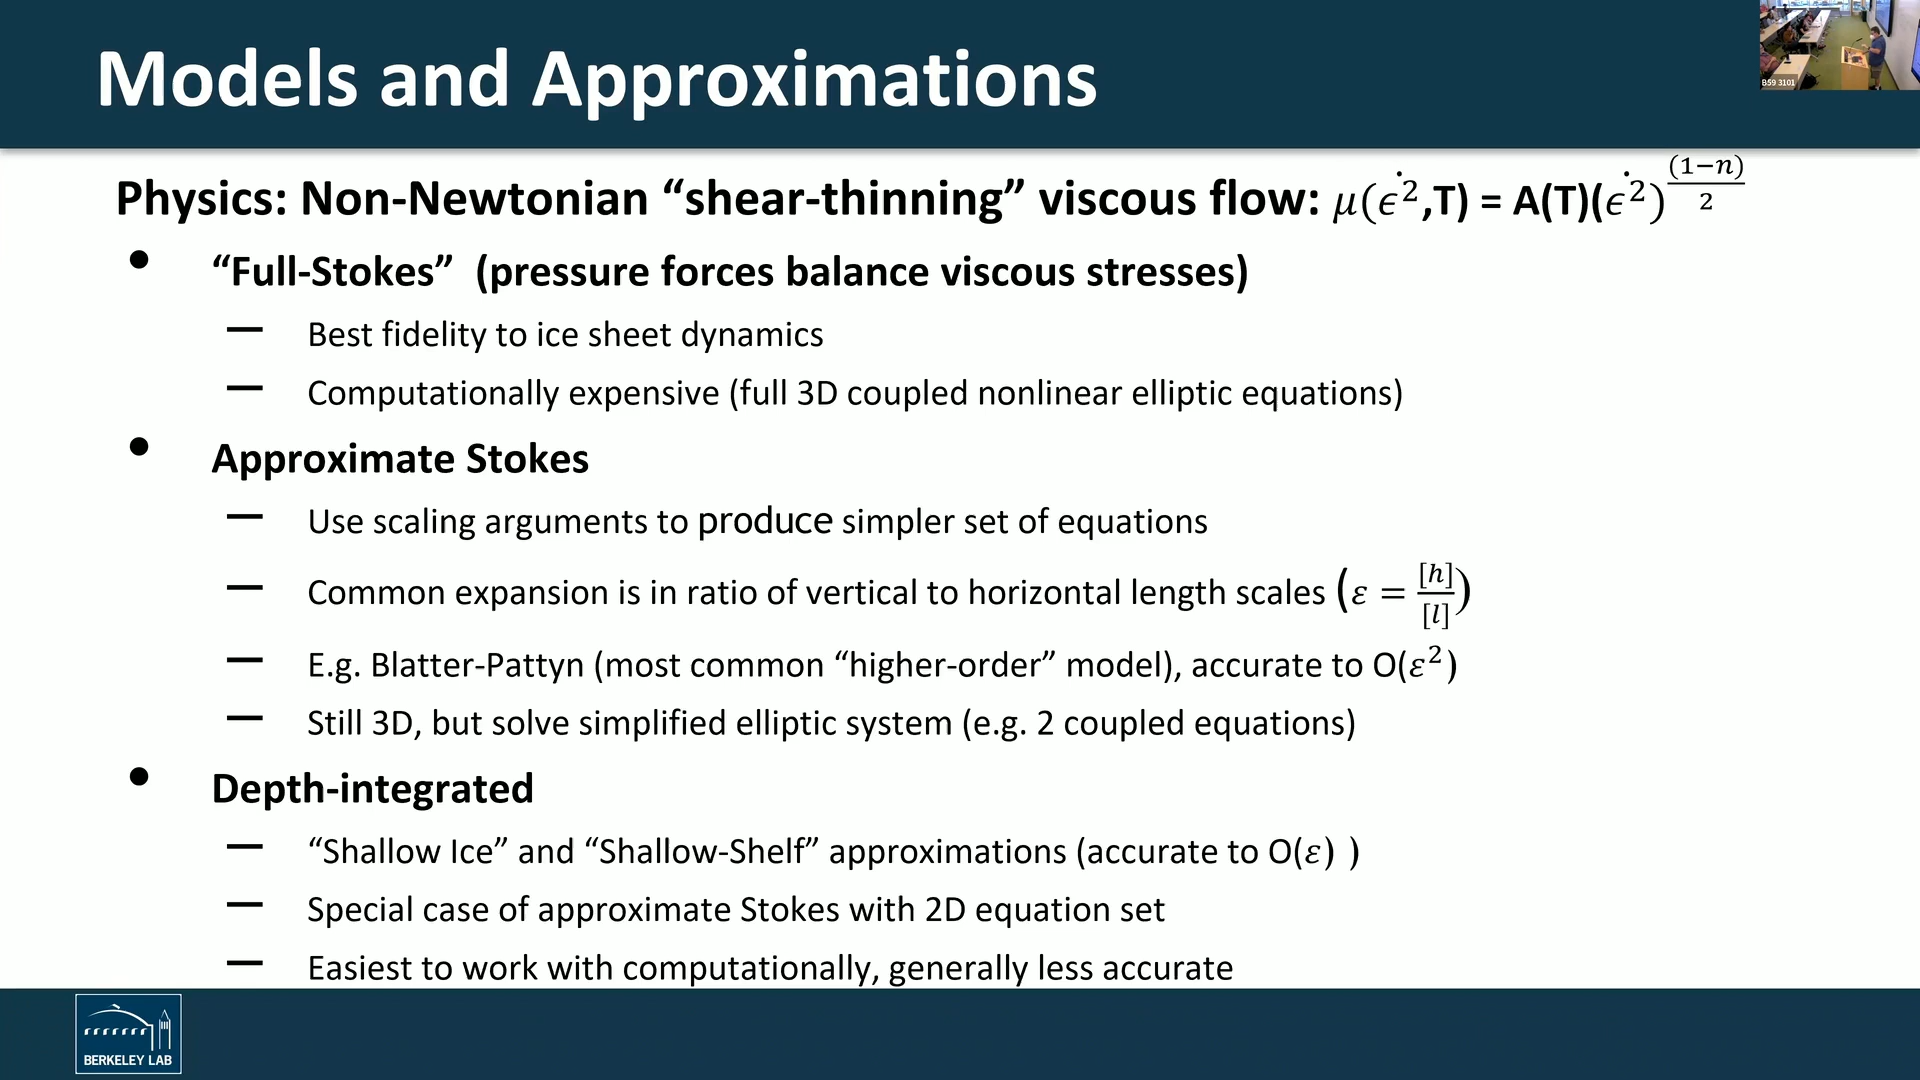 Models and Approximations
B59 3101
Physics: Non-Newtonian “shear-thinning” viscous flow: 𝜇(𝜖̇²,T) = A(T)(𝜖̇²)^((1−𝑛)/2)
• “Full-Stokes” (pressure forces balance viscous stresses)
— Best fidelity to ice sheet dynamics
— Computationally expensive (full 3D coupled nonlinear elliptic equations)
• Approximate Stokes
— Use scaling arguments to produce simpler set of equations
— Common expansion is in ratio of vertical to horizontal length scales (𝜀 = [ℎ]/[𝑙])
— E.g. Blatter-Pattyn (most common “higher-order” model), accurate to O(𝜀²)
— Still 3D, but solve simplified elliptic system (e.g. 2 coupled equations)
• Depth-integrated
— “Shallow Ice” and “Shallow-Shelf” approximations (accurate to O(𝜀) )
— Special case of approximate Stokes with 2D equation set
— Easiest to work with computationally, generally less accurate
BERKELEY LAB